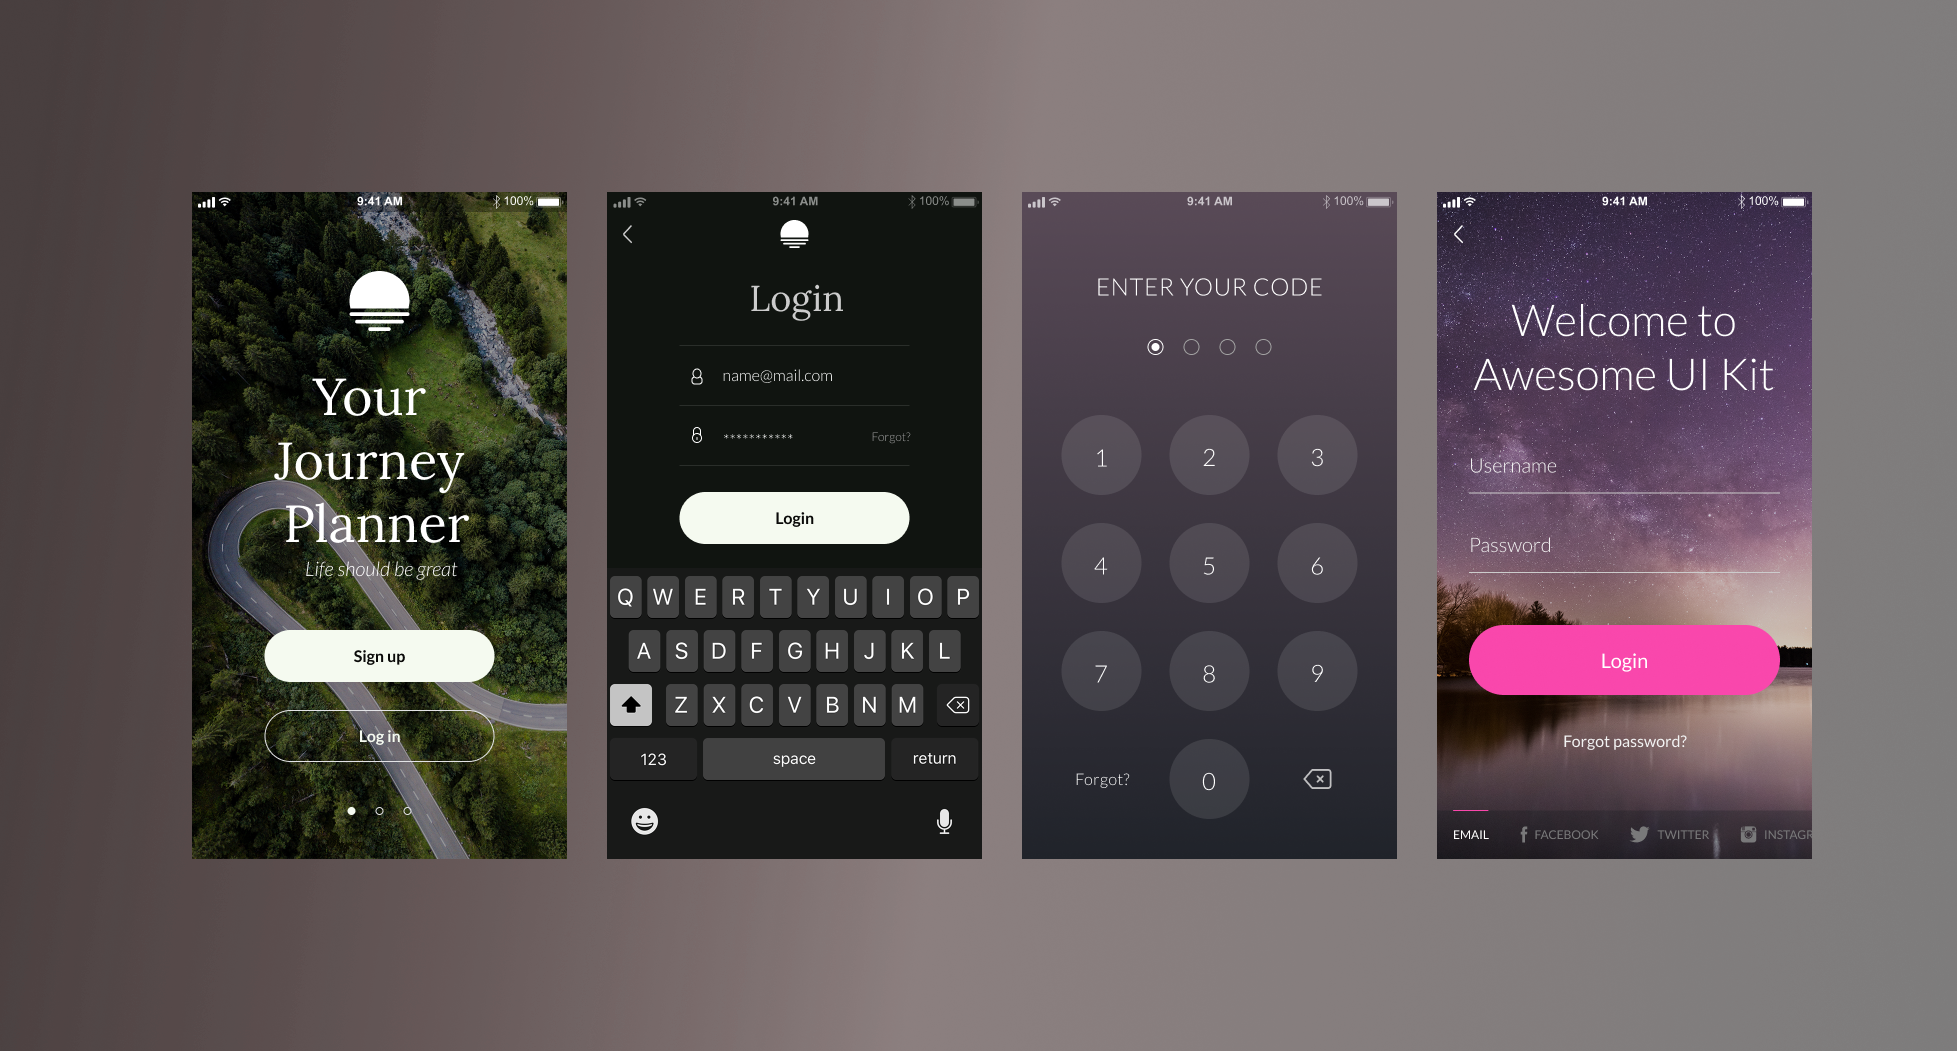 9:41 AM 100%
Your
Journey
Planner
Life should be great
Sign up
Log in
9:41 AM 100%
Login
name@mail.com
*********** Forgot?
Login
Q W E R T Y U I O P
A S D F G H J K L
Z X C V B N M
123 space return
9:41 AM 100%
ENTER YOUR CODE
1 2 3
4 5 6
7 8 9
Forgot? 0
9:41 AM 100%
Welcome to
Awesome UI Kit
Username
Password
Login
Forgot password?
EMAIL FACEBOOK TWITTER INSTAGR